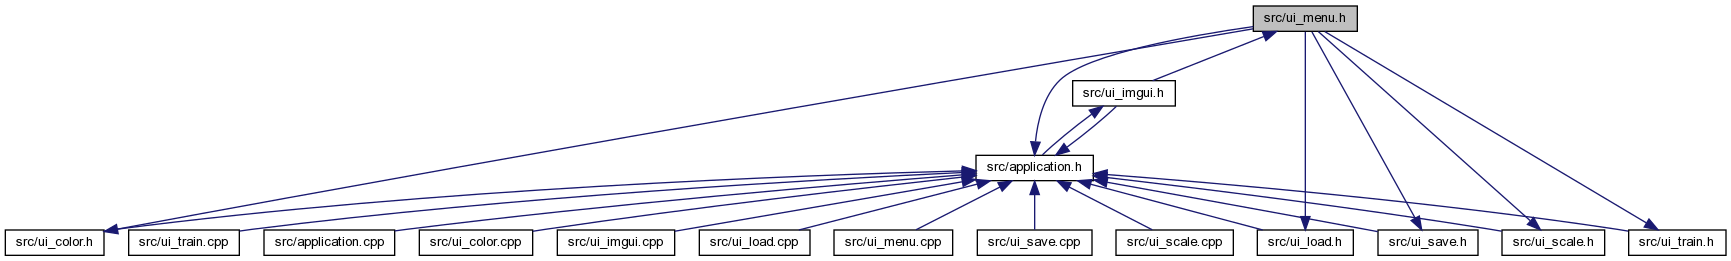 src/ui_menu.h
src/ui_imgui.h
src/application.h
src/ui_color.h
src/ui_train.cpp
src/application.cpp
src/ui_color.cpp
src/ui_imgui.cpp
src/ui_load.cpp
src/ui_menu.cpp
src/ui_save.cpp
src/ui_scale.cpp
src/ui_load.h
src/ui_save.h
src/ui_scale.h
src/ui_train.h